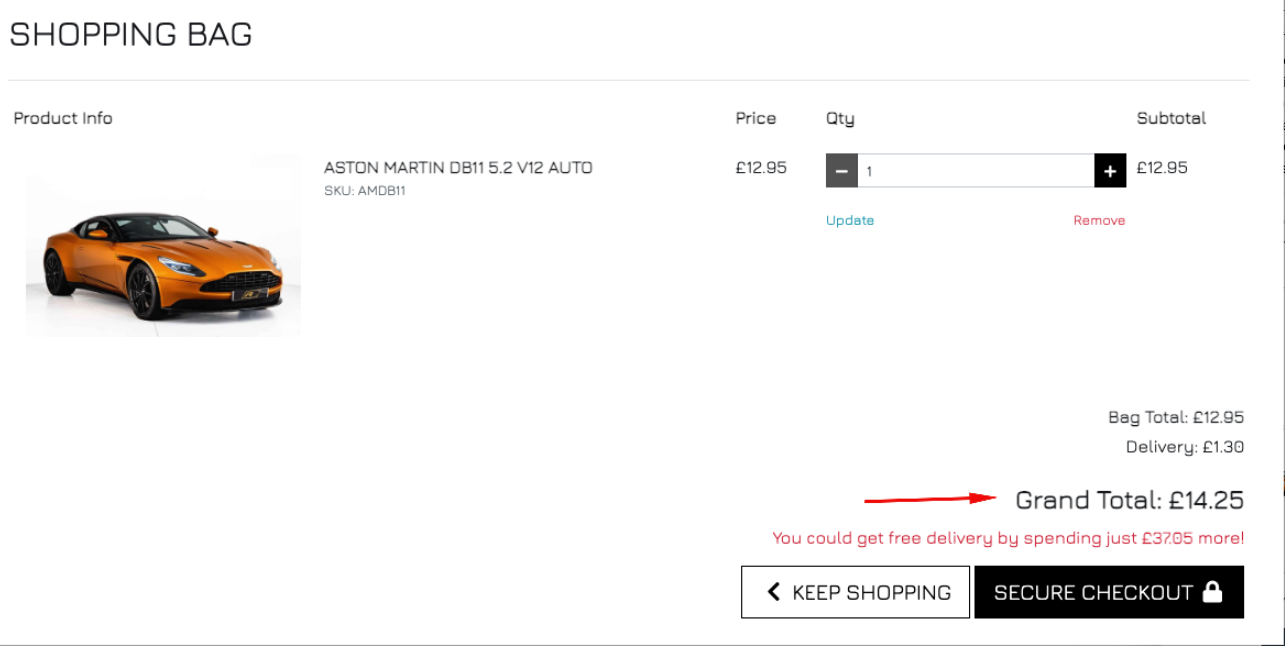 SHOPPING BAG
Product Info Price Qty Subtotal
ASTON MARTIN DB11 5.2 V12 AUTO £12.95 1 £12.95
SKU: AMDB11
Update Remove
Bag Total: £12.95
Delivery: £1.30
Grand Total: £14.25
You could get free delivery by spending just £37.05 more!
KEEP SHOPPING SECURE CHECKOUT